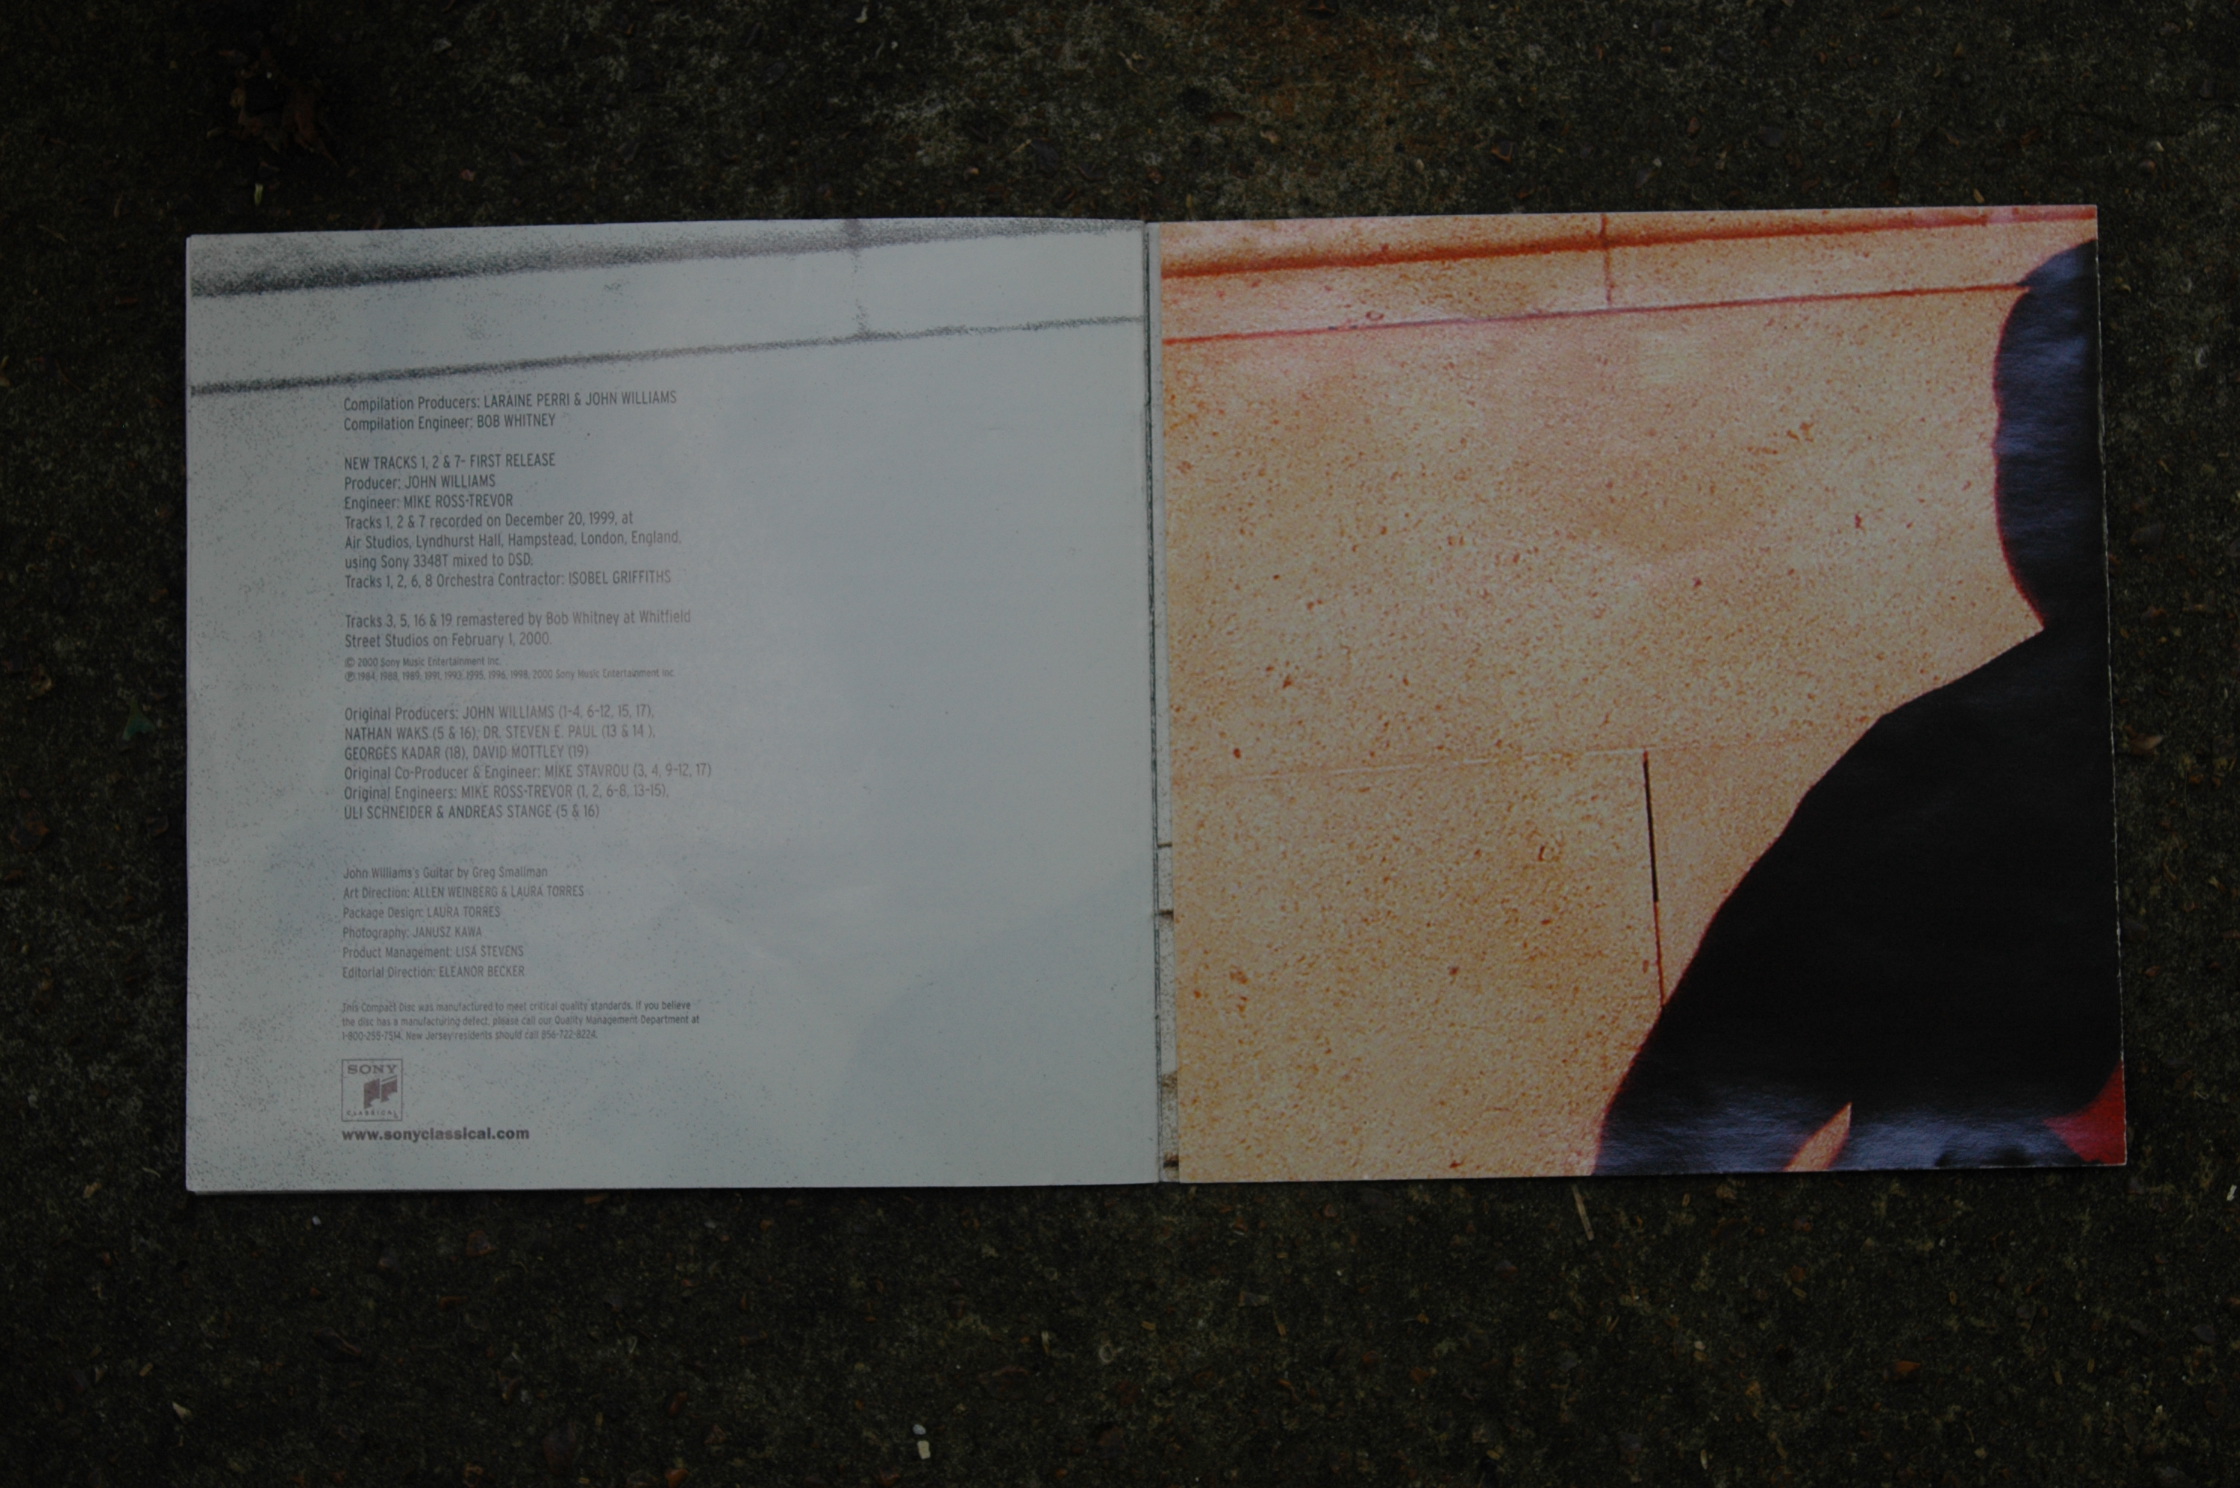 Compilation Producers: LARAINE PERRI & JOHN WILLIAMS
Compilation Engineer: BOB WHITNEY
NEW TRACKS 1, 2 & 7- FIRST RELEASE
Producer: JOHN WILLIAMS
Engineer: MIKE ROSS-TREVOR
Tracks 1, 2 & 7 recorded on December 20, 1999, at
Air Studios, Lyndhurst Hall, Hampstead, London, England.
using Sony 3348T mixed to DSD.
Tracks 1, 2, 6, 8 Orchestra Contractor: ISOBEL GRIFFITHS
Tracks 3, 5, 16 & 19 remastered by Bob Whitney at Whitfield
Street Studios on February 1, 2000.
© 2000 Sony Music Entertainment Inc.
℗ 1984, 1988, 1989, 1991, 1993, 1995, 1996, 1998, 2000 Sony Music Entertainment Inc.
Original Producers: JOHN WILLIAMS (1-4, 6-12, 15, 17),
NATHAN WAKS (5 & 16); DR. STEVEN E. PAUL (13 & 14),
GEORGES KADAR (18), DAVID MOTTLEY (19)
Original Co-Producer & Engineer: MIKE STAVROU (3, 4, 9-12, 17)
Original Engineers: MIKE ROSS-TREVOR (1, 2, 6-8, 13-15),
ULI SCHNEIDER & ANDREAS STANGE (5 & 16)
John Williams's Guitar by Greg Smallman
Art Direction: ALLEN WEINBERG & LAURA TORRES
Package Design: LAURA TORRES
Photography: JANUSZ KAWA
Product Management: LISA STEVENS
Editorial Direction: ELEANOR BECKER
This Compact Disc was manufactured to meet critical quality standards. If you believe
the disc has a manufacturing defect, please call our Quality Management Department at
1-800-255-7514. New Jersey residents should call 856-722-8224.
SONY
CLASSICAL
www.sonyclassical.com